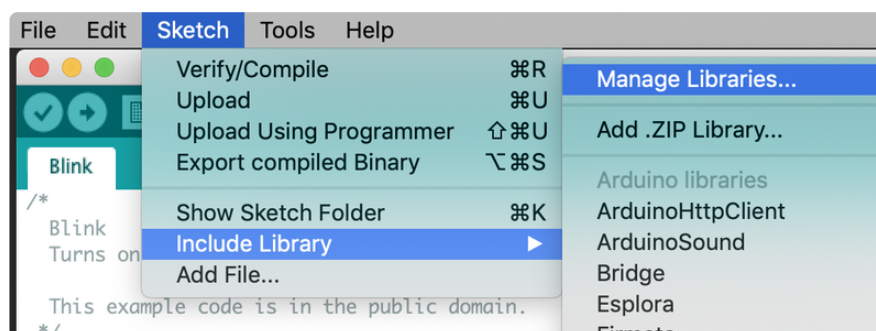 File Edit Sketch Tools Help
Verify/Compile ⌘R
Upload ⌘U
Upload Using Programmer ⇧⌘U
Export compiled Binary ⌥⌘S
Show Sketch Folder ⌘K
Include Library ▶
Add File...
Manage Libraries...
Add .ZIP Library...
Arduino libraries
ArduinoHttpClient
ArduinoSound
Bridge
Esplora
Blink
/*
Blink
Turns on
This example code is in the public domain.
*/